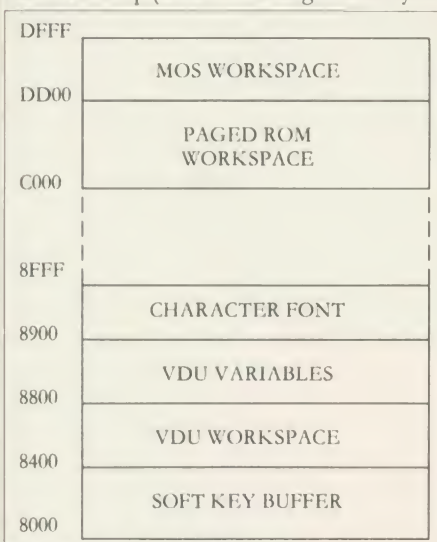 DFFF
MOS WORKSPACE
DD00
PAGED ROM
WORKSPACE
C000
8FFF
CHARACTER FONT
8900
VDU VARIABLES
8800
VDU WORKSPACE
8400
SOFT KEY BUFFER
8000